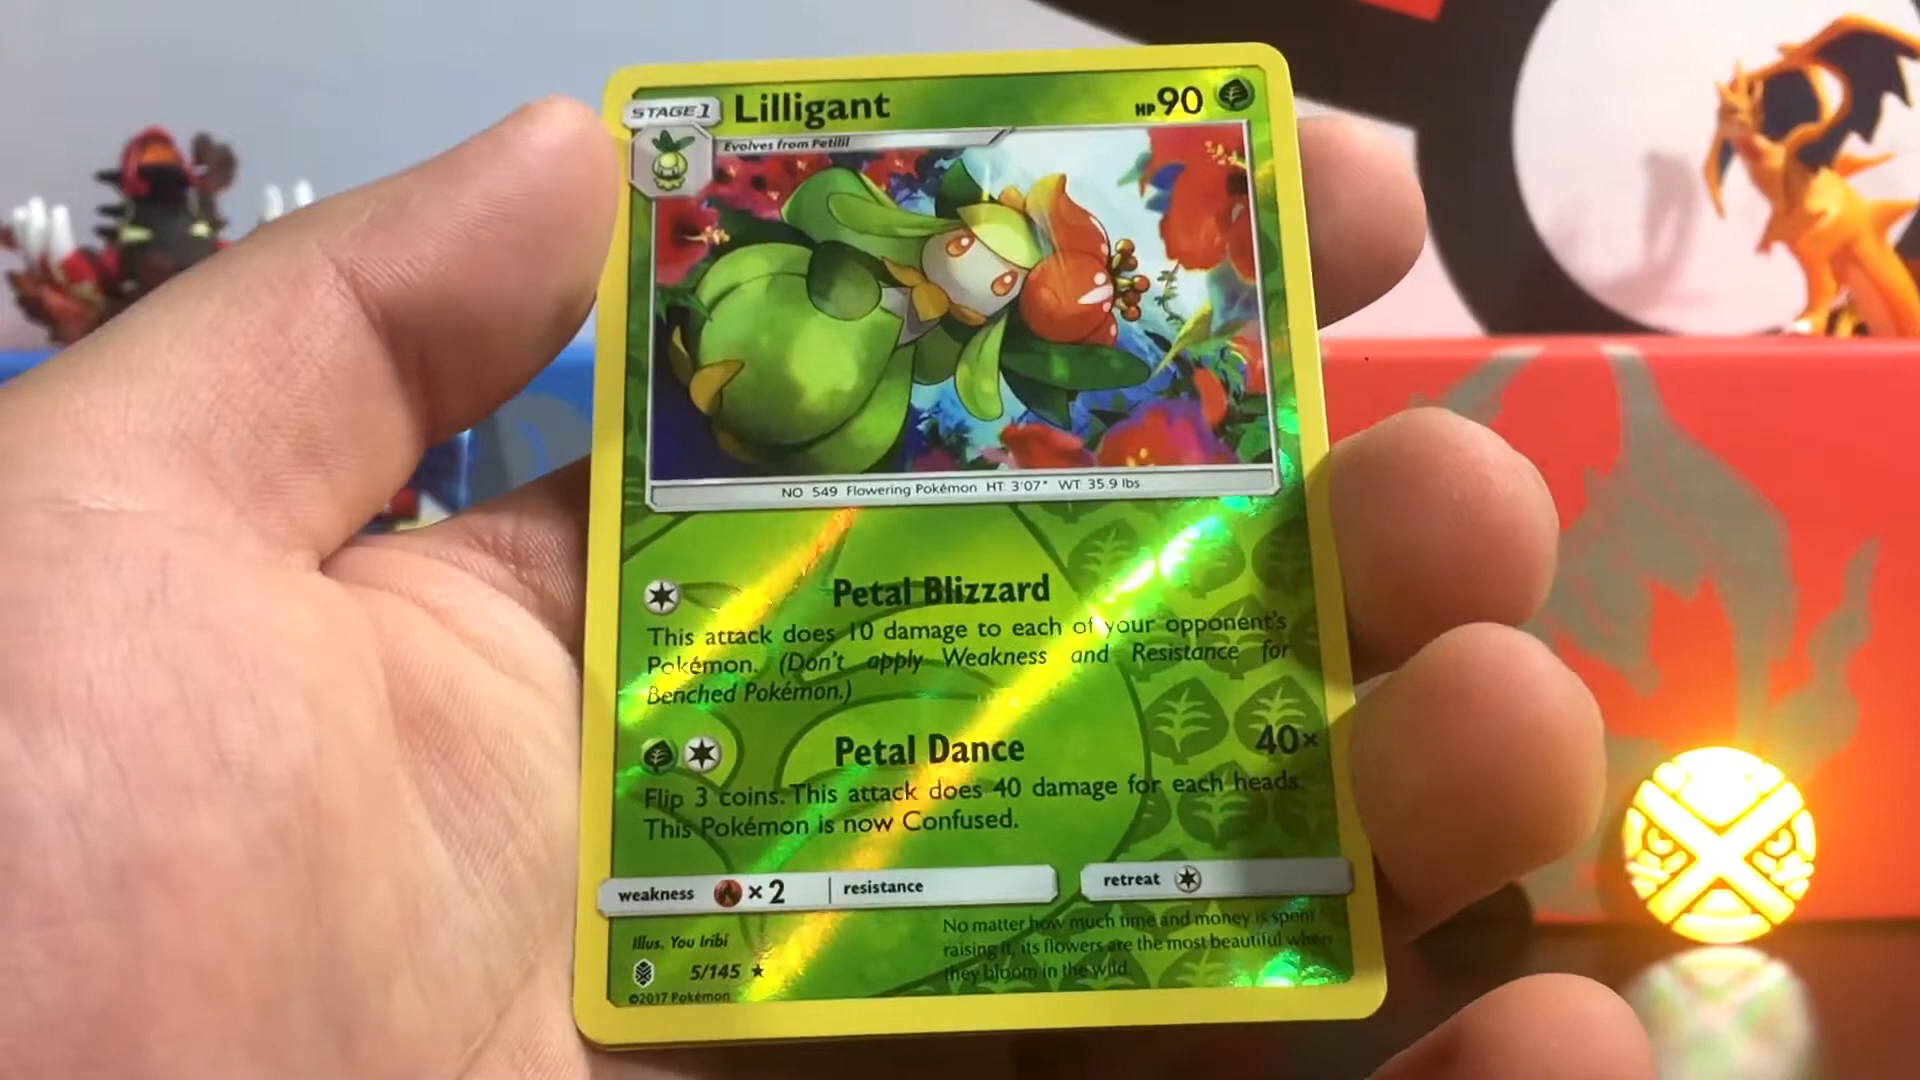 STAGE 1 Lilligant HP 90
Evolves from Petilil
NO 549 Flowering Pokémon HT 3'07" WT 35.9 lbs
Petal Blizzard
This attack does 10 damage to each of your opponent's
Pokémon. (Don't apply Weakness and Resistance for
Benched Pokémon.)
Petal Dance 40×
Flip 3 coins. This attack does 40 damage for each heads.
This Pokémon is now Confused.
weakness ×2 resistance retreat
Illus. You Iribi
5/145
©2017 Pokémon
No matter how much time and money is spent
raising it, its flowers are the most beautiful when
they bloom in the wild.